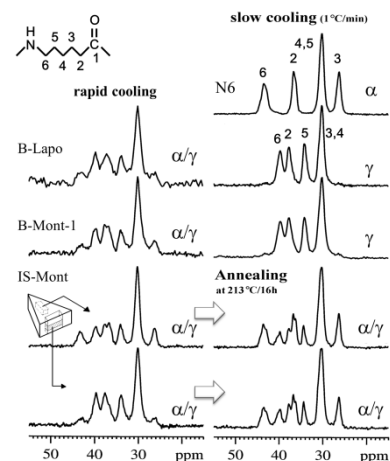 O
H
N
5
3
C
1
6
4
2
rapid cooling
B-Lapo
α/γ
B-Mont-1
α/γ
IS-Mont
α/γ
α/γ
40
30
ppm
slow cooling (1°C/min)
N6
6
2
4,5
3
α
6
2
5
3,4
γ
γ
Annealing
at 213°C/16h
α/γ
α/γ
50
40
30
ppm